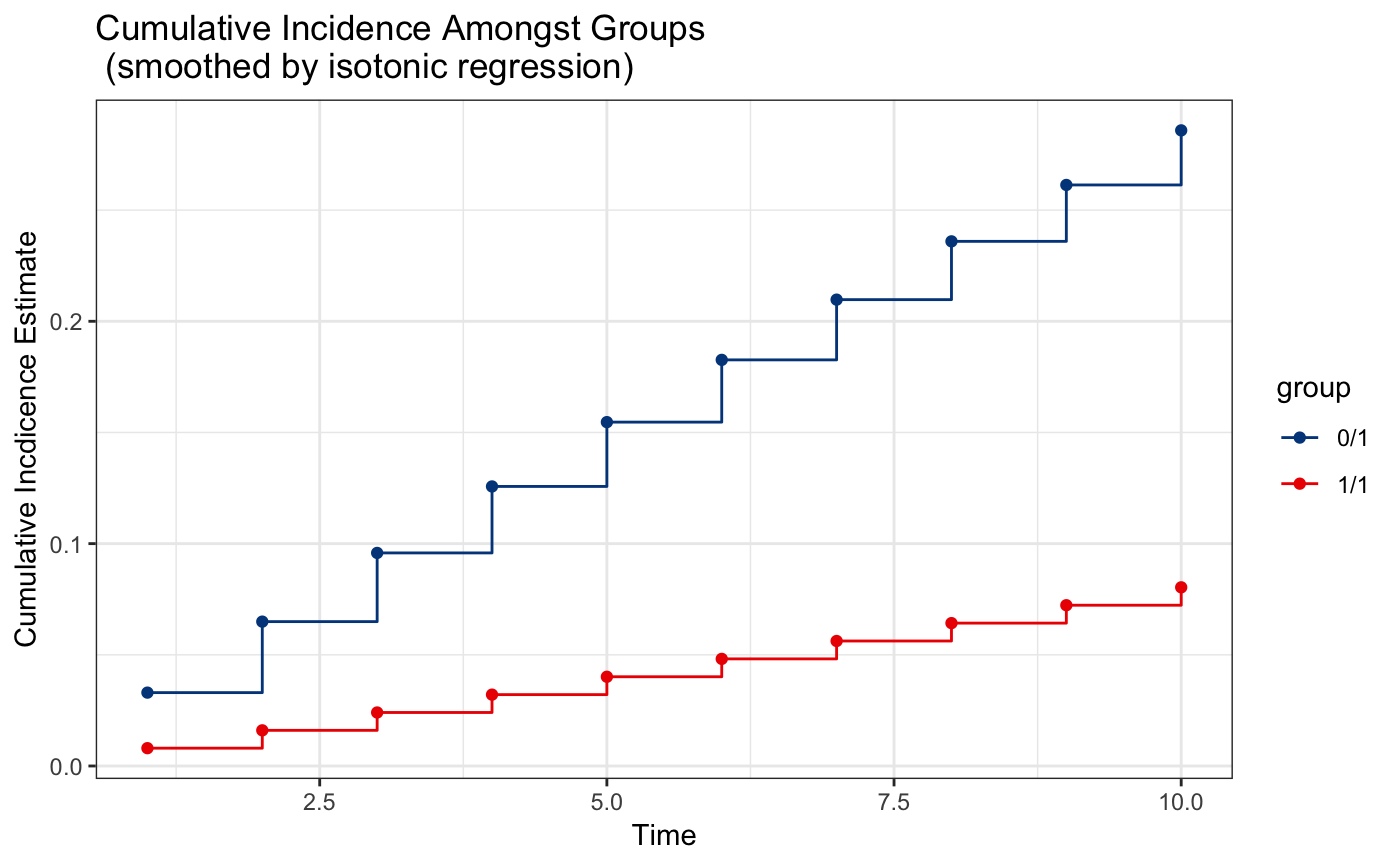 Cumulative Incidence Amongst Groups
(smoothed by isotonic regression)
Cumulative Incdicence Estimate
0.2
0.1
0.0
2.5 5.0 7.5 10.0
Time
group
0/1
1/1